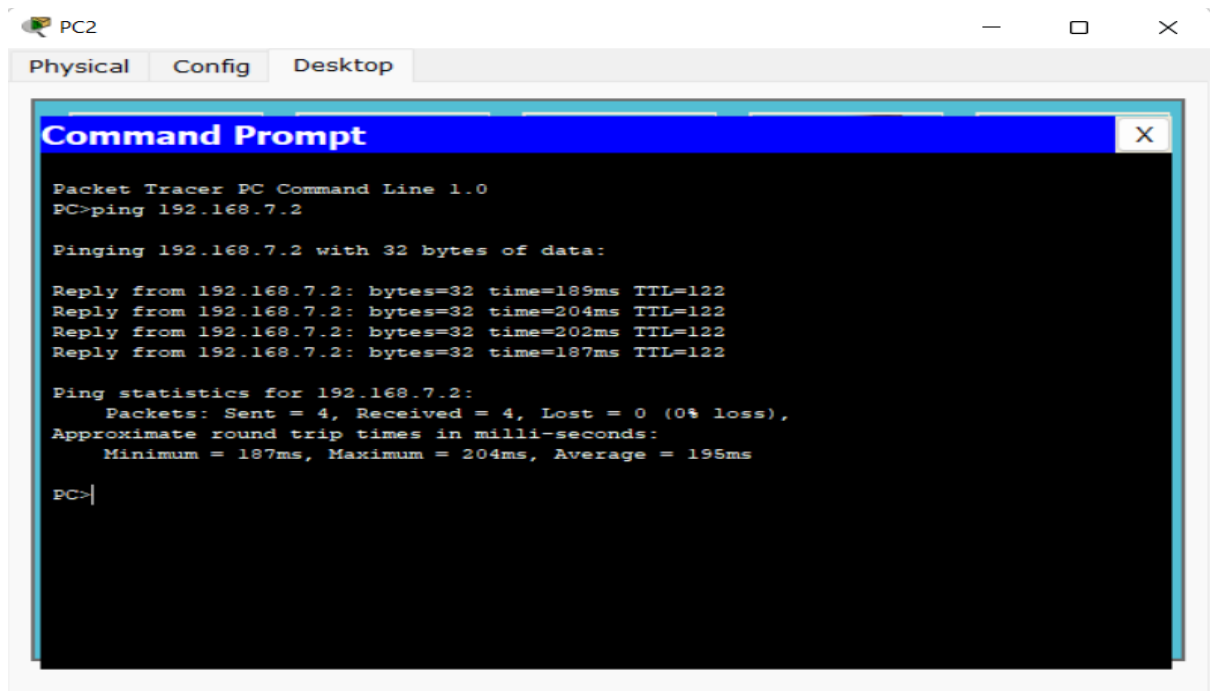 PC2
Physical Config Desktop
Command Prompt
X
Packet Tracer PC Command Line 1.0
PC>ping 192.168.7.2
Pinging 192.168.7.2 with 32 bytes of data:
Reply from 192.168.7.2: bytes=32 time=189ms TTL=122
Reply from 192.168.7.2: bytes=32 time=204ms TTL=122
Reply from 192.168.7.2: bytes=32 time=202ms TTL=122
Reply from 192.168.7.2: bytes=32 time=187ms TTL=122
Ping statistics for 192.168.7.2:
Packets: Sent = 4, Received = 4, Lost = 0 (0% loss),
Approximate round trip times in milli-seconds:
Minimum = 187ms, Maximum = 204ms, Average = 195ms
PC>